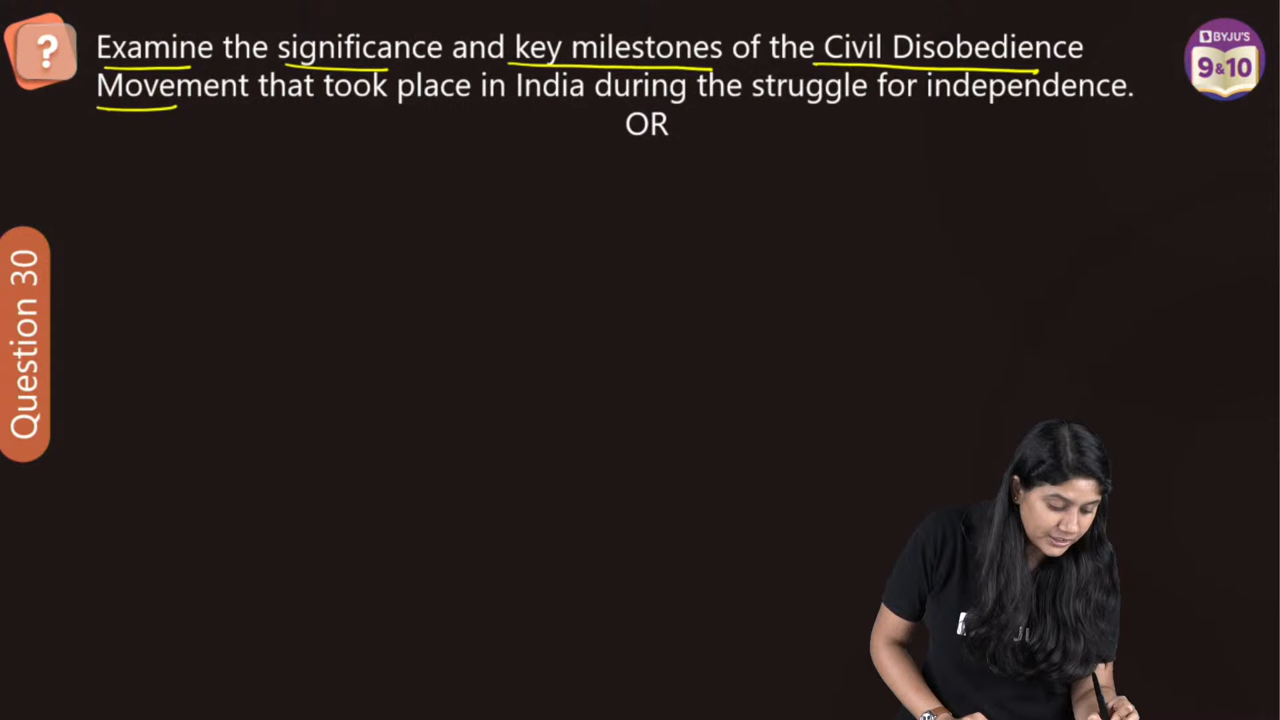 Examine the significance and key milestones of the Civil Disobedience
Movement that took place in India during the struggle for independence.
OR
?
BYJU'S
9&10
Question 30